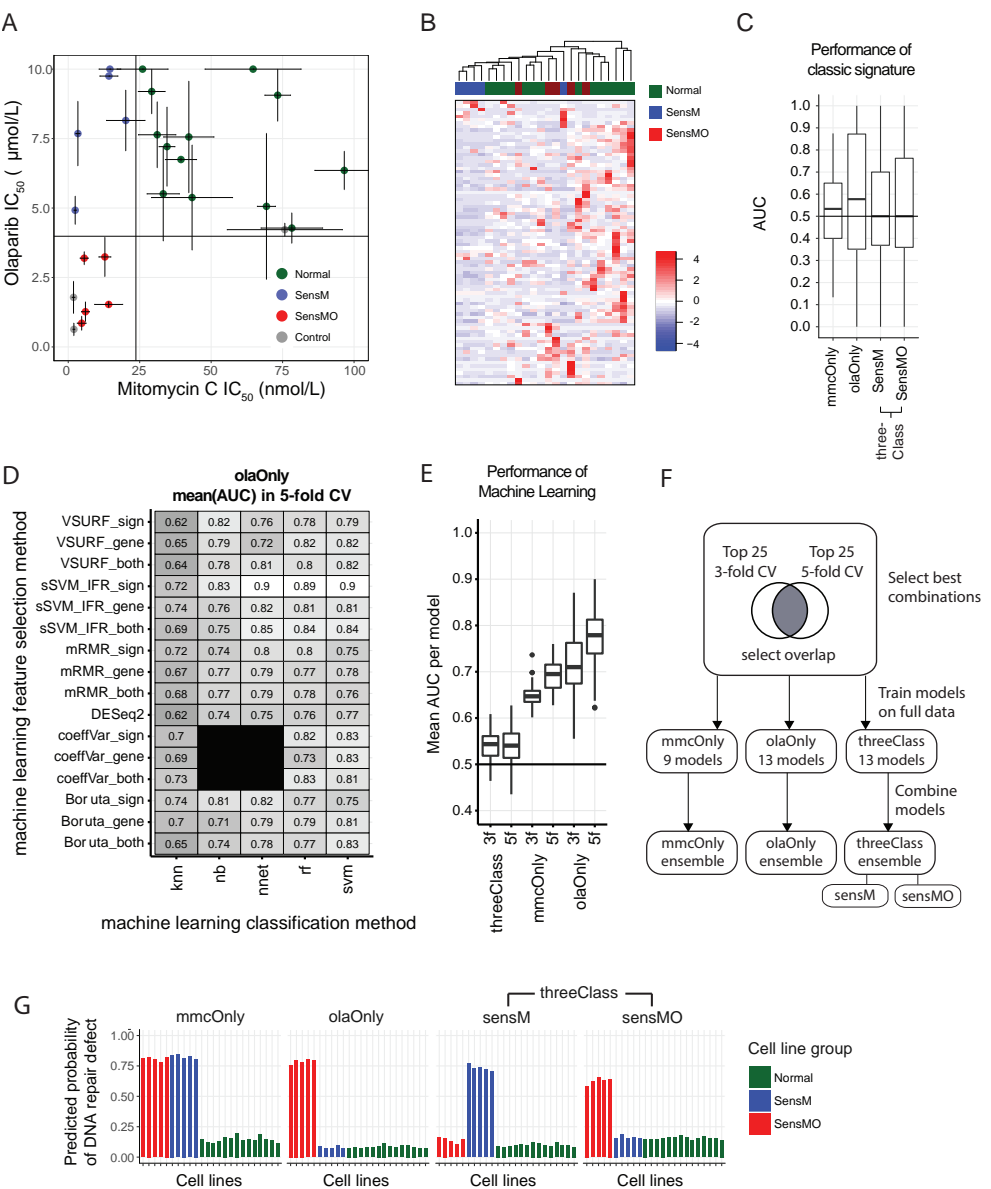 A
Olaparib IC50 ( μmol/L)
10.0
7.5
5.0
2.5
0.0
0
25
50
75
100
Mitomycin C IC50 (nmol/L)
Normal
SensM
SensMO
Control
B
Normal
SensM
SensMO
4
2
0
−2
−4
C
Performance of
classic signature
AUC
1.0
0.9
0.8
0.7
0.6
0.5
0.4
0.3
0.2
0.1
0.0
mmcOnly
olaOnly
SensM
SensMO
three-
Class
D
olaOnly
mean(AUC) in 5-fold CV
machine learning feature selection method
VSURF_sign 0.62 0.82 0.76 0.78 0.79
VSURF_gene 0.65 0.79 0.72 0.82 0.82
VSURF_both 0.64 0.78 0.81 0.8 0.82
sSVM_IFR_sign 0.72 0.83 0.9 0.89 0.9
sSVM_IFR_gene 0.74 0.76 0.82 0.81 0.81
sSVM_IFR_both 0.69 0.75 0.85 0.84 0.84
mRMR_sign 0.72 0.74 0.8 0.8 0.75
mRMR_gene 0.67 0.77 0.79 0.77 0.78
mRMR_both 0.68 0.77 0.79 0.78 0.76
DESeq2 0.62 0.74 0.75 0.76 0.77
coeffVar_sign 0.7 0.82 0.83
coeffVar_gene 0.69 0.73 0.83
coeffVar_both 0.73 0.83 0.81
Boruta_sign 0.74 0.81 0.82 0.77 0.75
Boruta_gene 0.7 0.71 0.79 0.79 0.81
Boruta_both 0.65 0.74 0.78 0.77 0.83
knn
nb
nnet
rf
svm
machine learning classification method
E
Performance of
Machine Learning
Mean AUC per model
1.0
0.9
0.8
0.7
0.6
0.5
0.4
3f
5f
3f
5f
3f
5f
threeClass
mmcOnly
olaOnly
F
Top 25
3-fold CV
Top 25
5-fold CV
select overlap
Select best
combinations
Train models
on full data
mmcOnly
9 models
olaOnly
13 models
threeClass
13 models
Combine
models
mmcOnly
ensemble
olaOnly
ensemble
threeClass
ensemble
sensM
sensMO
G
threeClass
mmcOnly
olaOnly
sensM
sensMO
Predicted probability
of DNA repair defect
1.00
0.75
0.50
0.25
0.00
Cell lines
Cell lines
Cell lines
Cell lines
Cell line group
Normal
SensM
SensMO